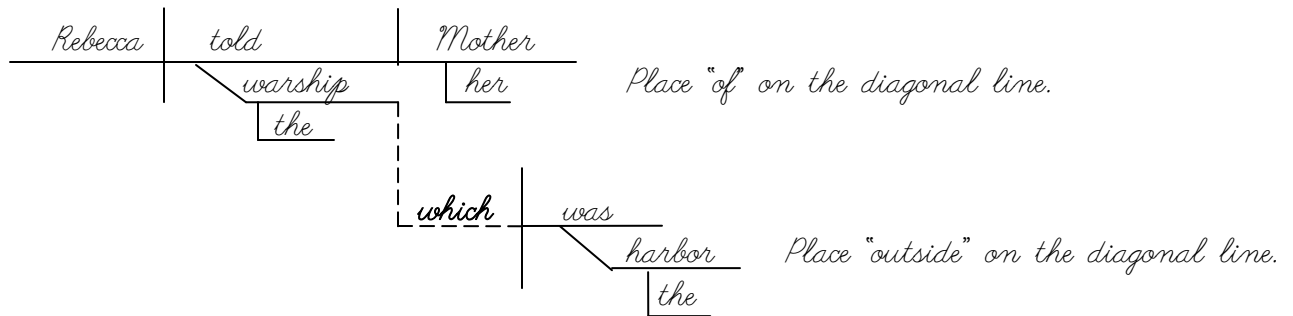 Rebecca told Mother
warship her Place "of" on the diagonal line.
the
which was
harbor Place "outside" on the diagonal line.
the